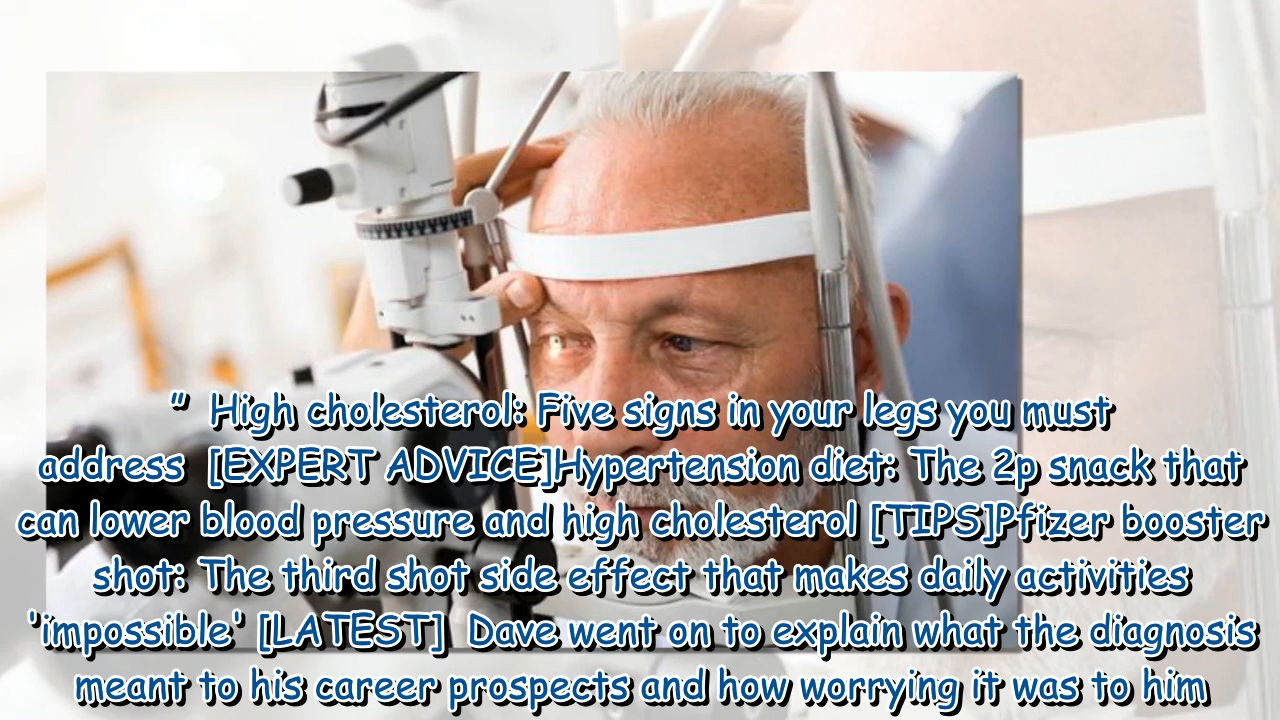 ” High cholesterol: Five signs in your legs you must
address [EXPERT ADVICE]Hypertension diet: The 2p snack that
can lower blood pressure and high cholesterol [TIPS]Pfizer booster
shot: The third shot side effect that makes daily activities
'impossible' [LATEST] Dave went on to explain what the diagnosis
meant to his career prospects and how worrying it was to him